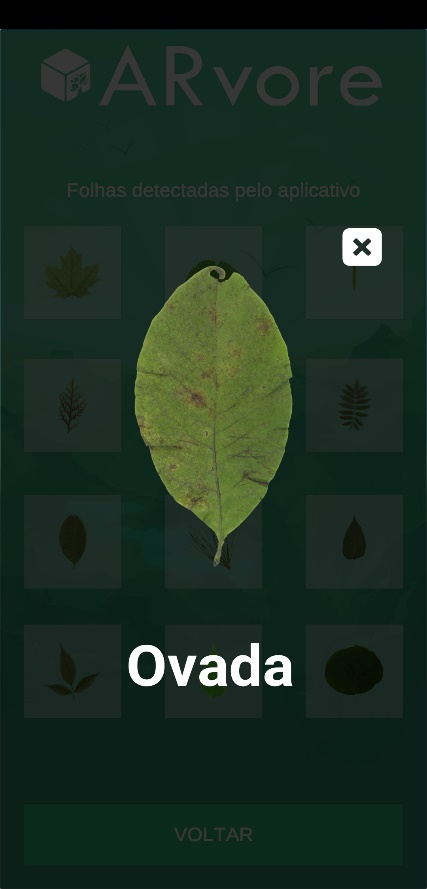 ARvore
Folhas detectadas pelo aplicativo
Ovada
VOLTAR